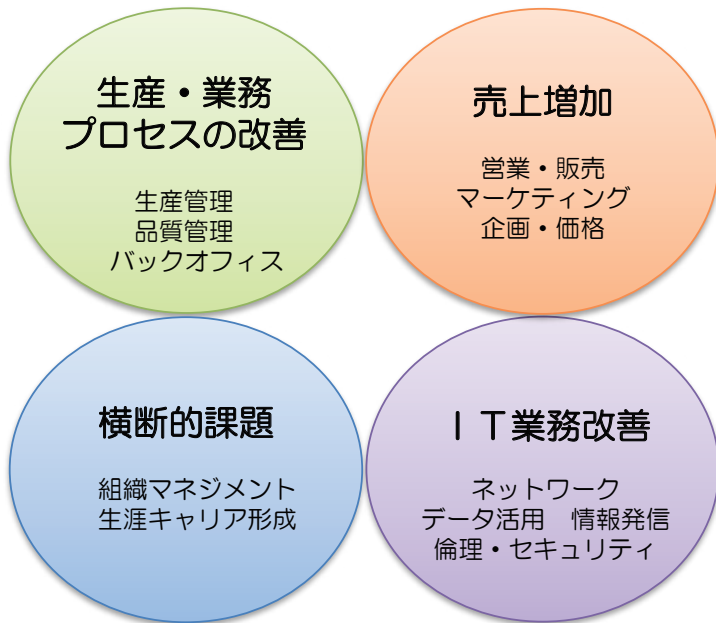 生産・業務
プロセスの改善
生産管理
品質管理
バックオフィス
売上増加
営業・販売
マーケティング
企画・価格
横断的課題
組織マネジメント
生涯キャリア形成
ＩＴ業務改善
ネットワーク
データ活用　情報発信
倫理・セキュリティ